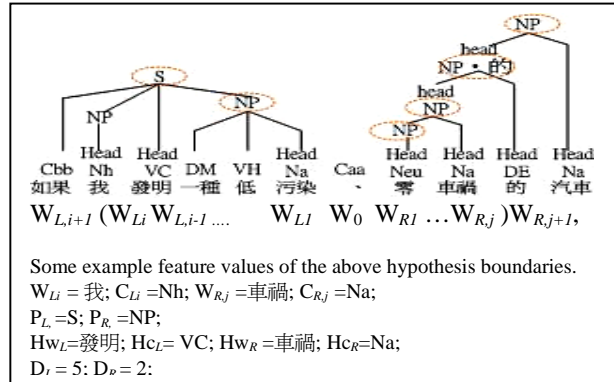 NP
head
NP・的
S
head
NP
NP
NP
NP
Head Head Head Head Head Head Head
Cbb Nh VC DM VH Na Caa Neu Na DE Na
如果 我 發明 一種 低 污染 、 零 車禍 的 汽車
W_{L,i+1} (W_{Li} W_{L,i-1} .... W_{L1} W_0 W_{R1} …W_{R,j} )W_{R,j+1},
Some example feature values of the above hypothesis boundaries.
W_{Li} = 我; C_{Li} =Nh; W_{R,j} =車禍; C_{R,j} =Na;
P_{L,} =S; P_{R,} =NP;
Hw_L=發明; Hc_L= VC; Hw_R =車禍; Hc_R=Na;
D_L = 5; D_R = 2;